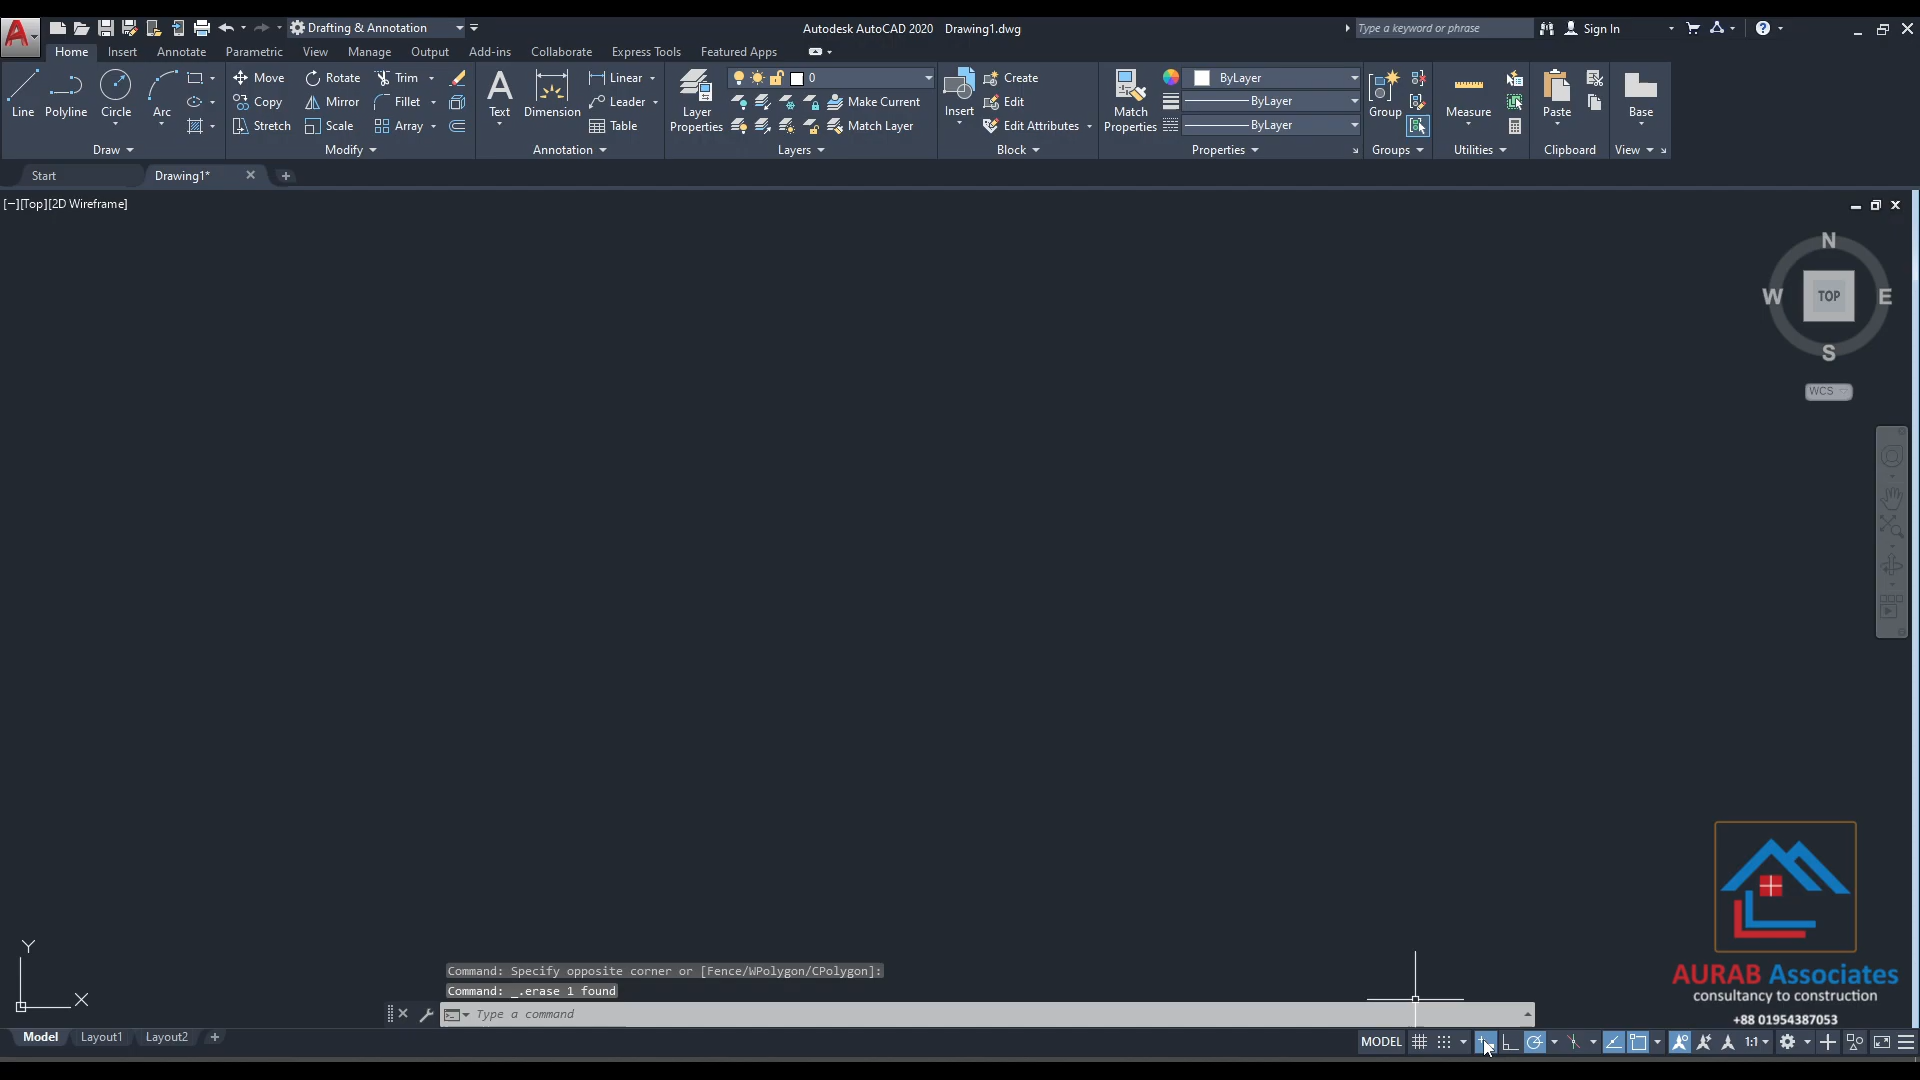 Drafting & Annotation
Autodesk AutoCAD 2020 Drawing1.dwg
Type a keyword or phrase
Sign In
Home Insert Annotate Parametric View Manage Output Add-ins Collaborate Express Tools Featured Apps
Line Polyline Circle Arc
Draw
Move Rotate Trim
Copy Mirror Fillet
Stretch Scale Array
Modify
Text Dimension
Linear
Leader
Table
Annotation
Layer Properties
0
Make Current
Match Layer
Layers
Insert
Create
Edit
Edit Attributes
Block
Match Properties
ByLayer
ByLayer
ByLayer
Properties
Group
Groups
Measure
Utilities
Paste
Clipboard
Base
View
Start Drawing1*
[−][Top][2D Wireframe]
N
W TOP E
S
WCS
Y
X
Command: Specify opposite corner or [Fence/WPolygon/CPolygon]:
Command: _.erase 1 found
Type a command
AURAB Associates
consultancy to construction
+88 01954387053
Model Layout1 Layout2
MODEL
1:1